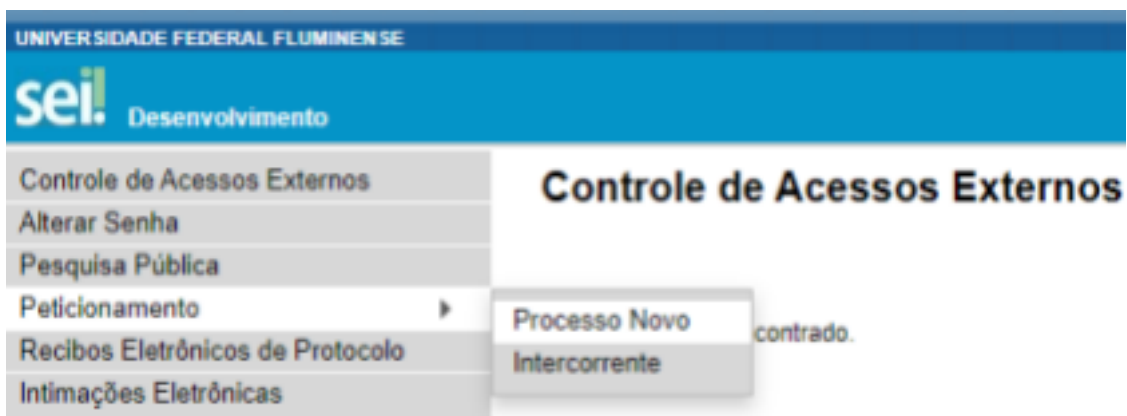 UNIVERSIDADE FEDERAL FLUMINENSE
sei!
Desenvolvimento
Controle de Acessos Externos
Alterar Senha
Pesquisa Pública
Peticionamento
Recibos Eletrônicos de Protocolo
Intimações Eletrônicas
Processo Novo
Intercorrente
Controle de Acessos Externos
contrado.